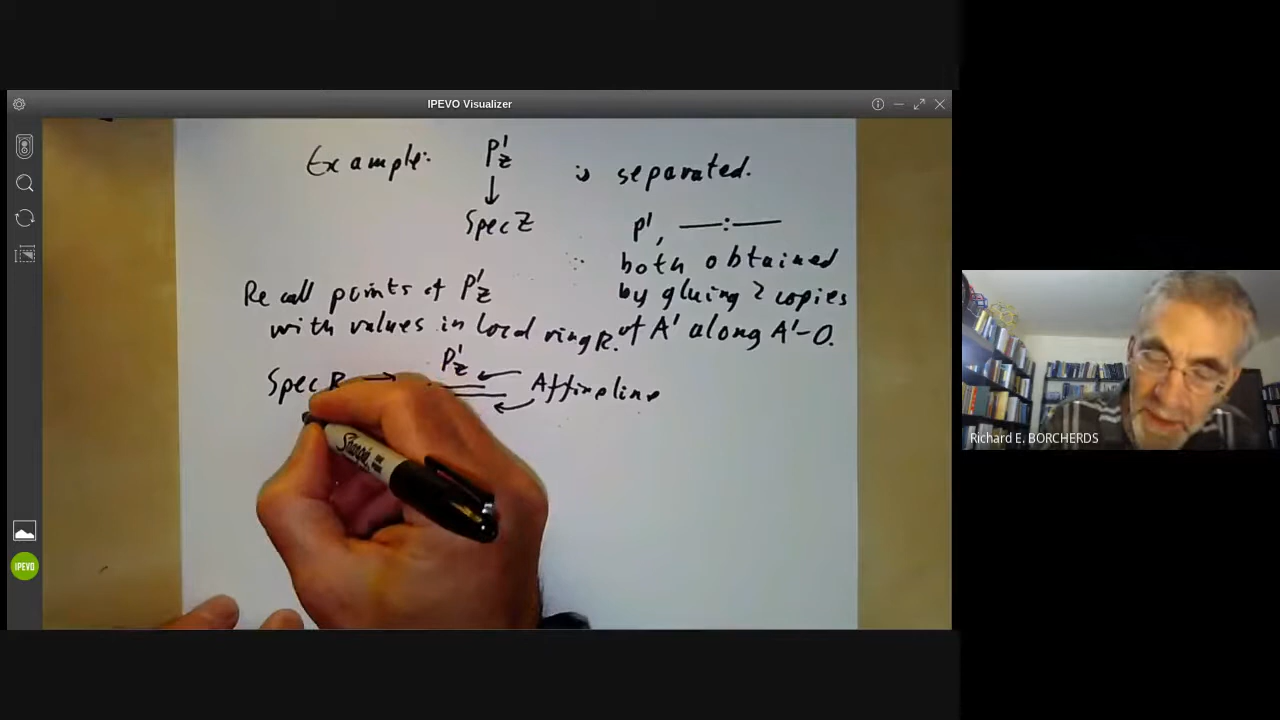 IPEVO Visualizer
Example: P¹_Z is separated.
↓
Spec Z
P¹, —:—
both obtained
by gluing 2 copies
of A¹ along A¹-0.
Recall points of P¹_Z
with values in local ring R.
P¹_Z
Spec R → Affine line
IPEVO
Richard E. BORCHERDS